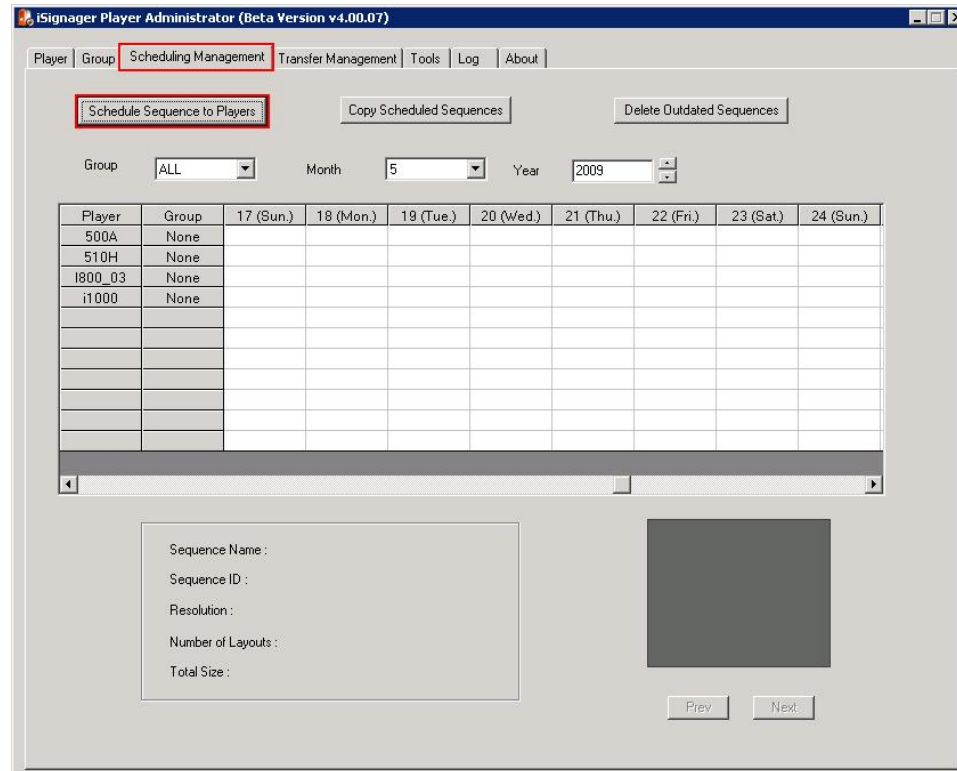 iSignager Player Administrator (Beta Version v4.00.07)
Player Group Scheduling Management Transfer Management Tools Log About
Schedule Sequence to Players Copy Scheduled Sequences Delete Outdated Sequences
Group ALL Month 5 Year 2009
Player Group 17 (Sun.) 18 (Mon.) 19 (Tue.) 20 (Wed.) 21 (Thu.) 22 (Fri.) 23 (Sat.) 24 (Sun.)
500A None
510H None
I800_03 None
i1000 None
Sequence Name :
Sequence ID :
Resolution :
Number of Layouts :
Total Size :
Prev Next